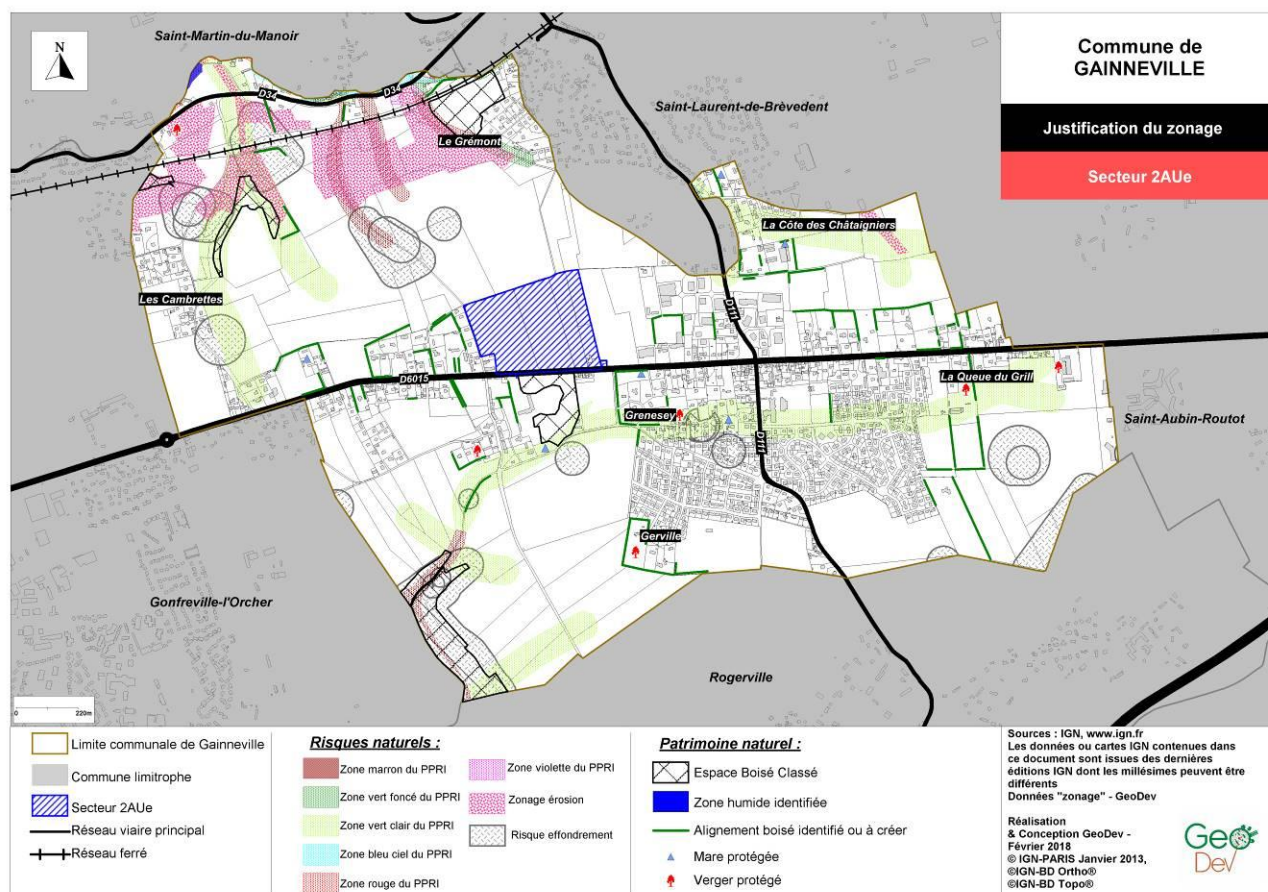 Commune de
GAINNEVILLE
Justification du zonage
Secteur 2AUe
N
Saint-Martin-du-Manoir
D34
D34
Saint-Laurent-de-Brèvedent
Le Grémont
La Côte des Châtaigniers
Les Cambrettes
D111
D6015
La Queue du Grill
Grenesey
Saint-Aubin-Routot
D111
Gerville
Gonfreville-l'Orcher
Rogerville
220m
Limite communale de Gainneville
Commune limitrophe
Secteur 2AUe
Réseau viaire principal
Réseau ferré
Risques naturels :
Zone marron du PPRI
Zone vert foncé du PPRI
Zone vert clair du PPRI
Zone bleu ciel du PPRI
Zone rouge du PPRI
Zone violette du PPRI
Zonage érosion
Risque effondrement
Patrimoine naturel :
Espace Boisé Classé
Zone humide identifiée
Alignement boisé identifié ou à créer
Mare protégée
Verger protégé
Sources : IGN, www.ign.fr
Les données ou cartes IGN contenues dans
ce document sont issues des dernières
éditions IGN dont les millésimes peuvent être
différents
Données "zonage" - GeoDev
Réalisation
& Conception GeoDev -
Février 2018
© IGN-PARIS Janvier 2013,
©IGN-BD Ortho®
©IGN-BD Topo®
Geo
Dev